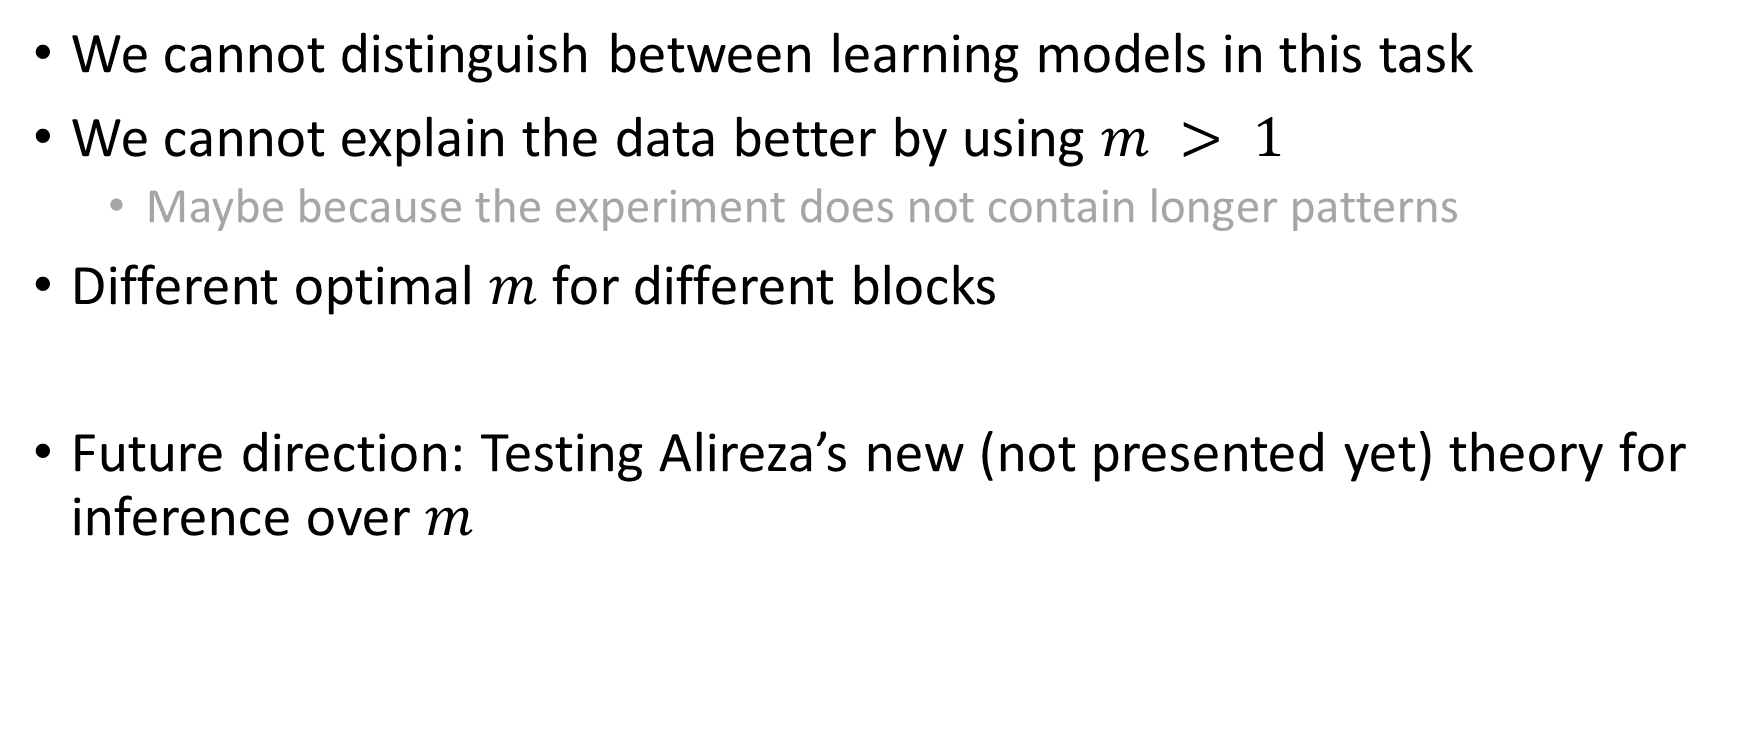 • We cannot distinguish between learning models in this task
• We cannot explain the data better by using m > 1
• Maybe because the experiment does not contain longer patterns
• Different optimal m for different blocks
• Future direction: Testing Alireza’s new (not presented yet) theory for
inference over m